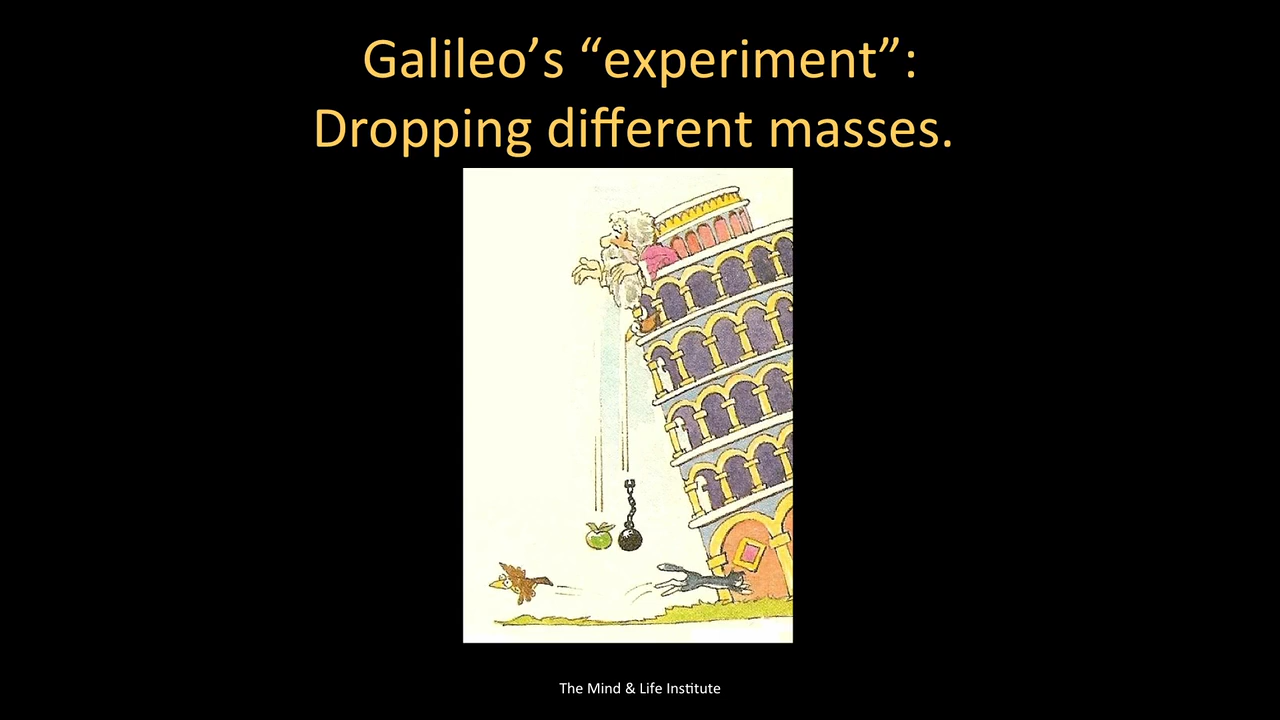 Galileo’s “experiment”:
Dropping different masses.
The Mind & Life Institute